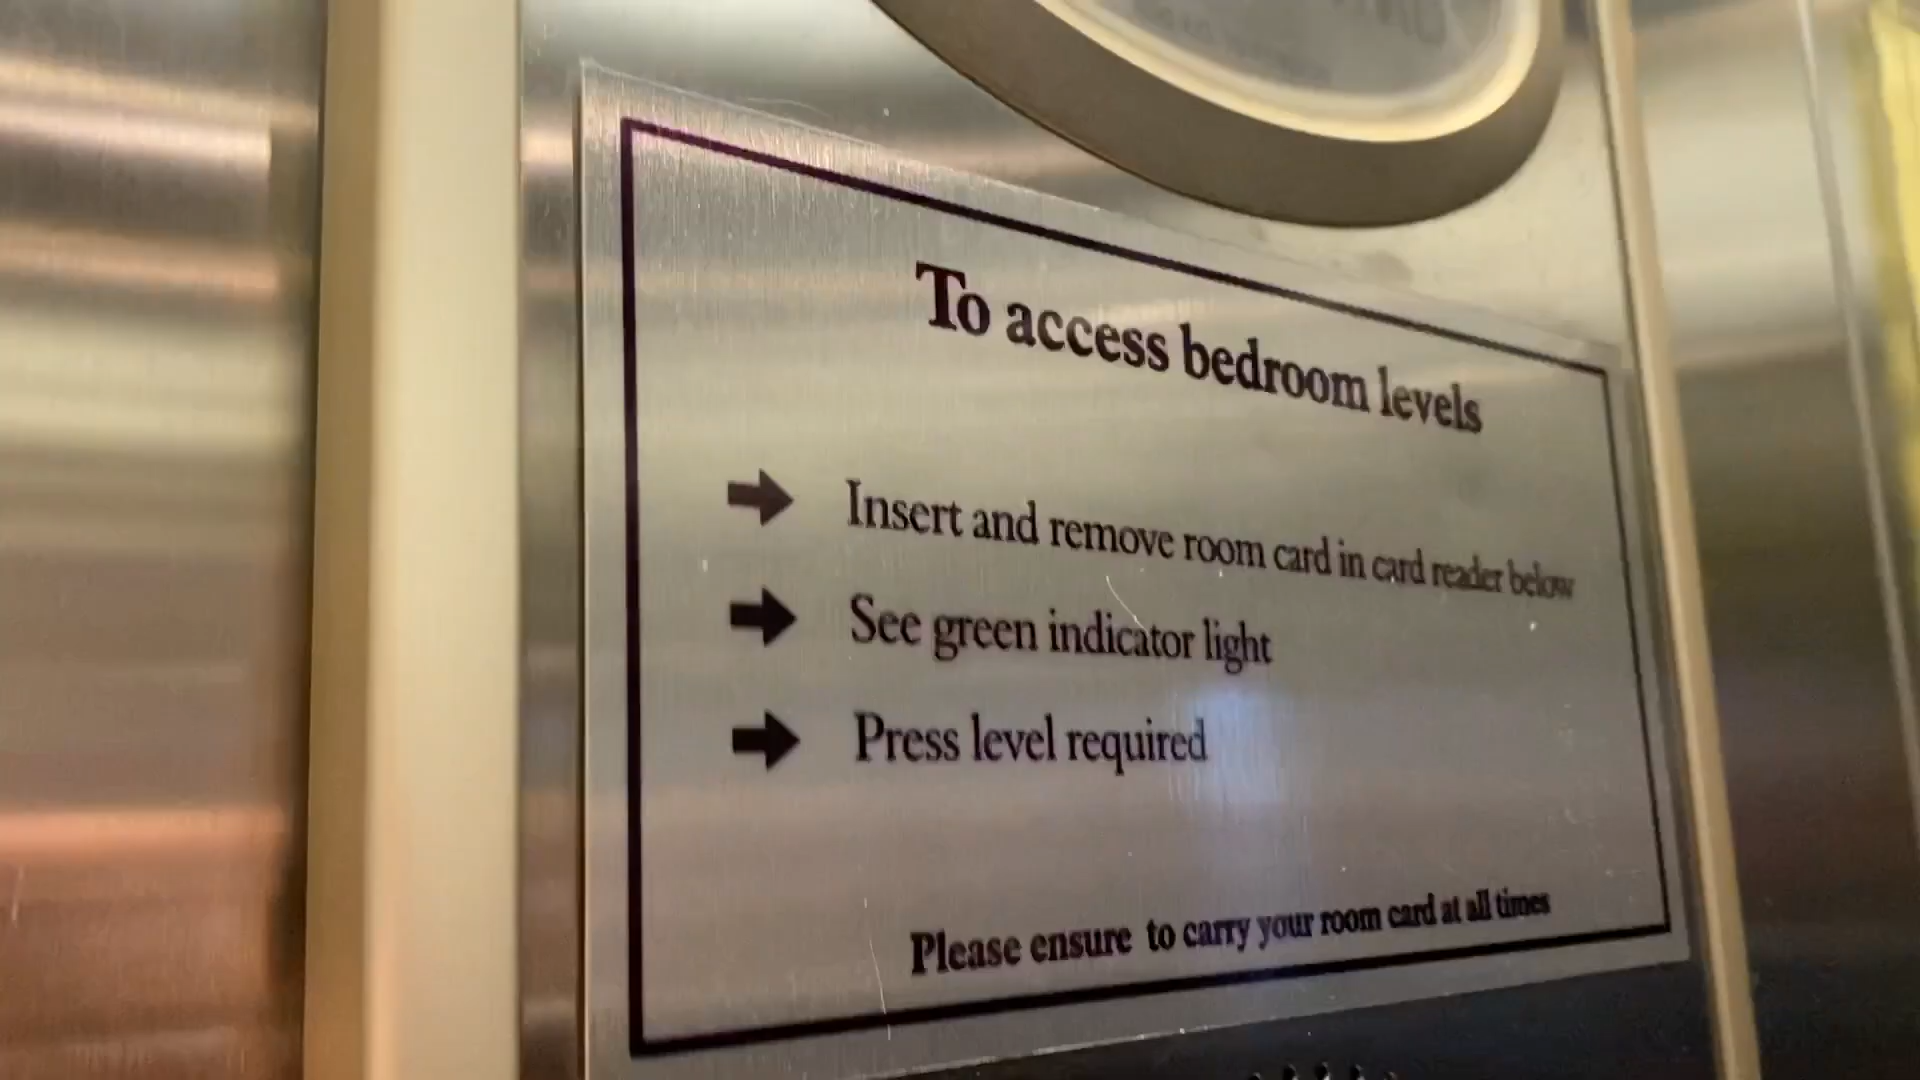 To access bedroom levels
Insert and remove room card in card reader below
See green indicator light
Press level required
Please ensure to carry your room card at all times